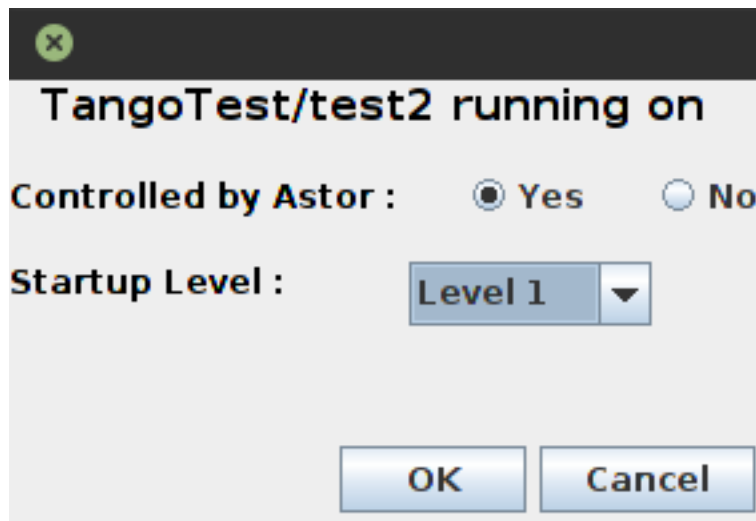 TangoTest/test2 running on
Controlled by Astor : Yes No
Startup Level : Level 1
OK Cancel